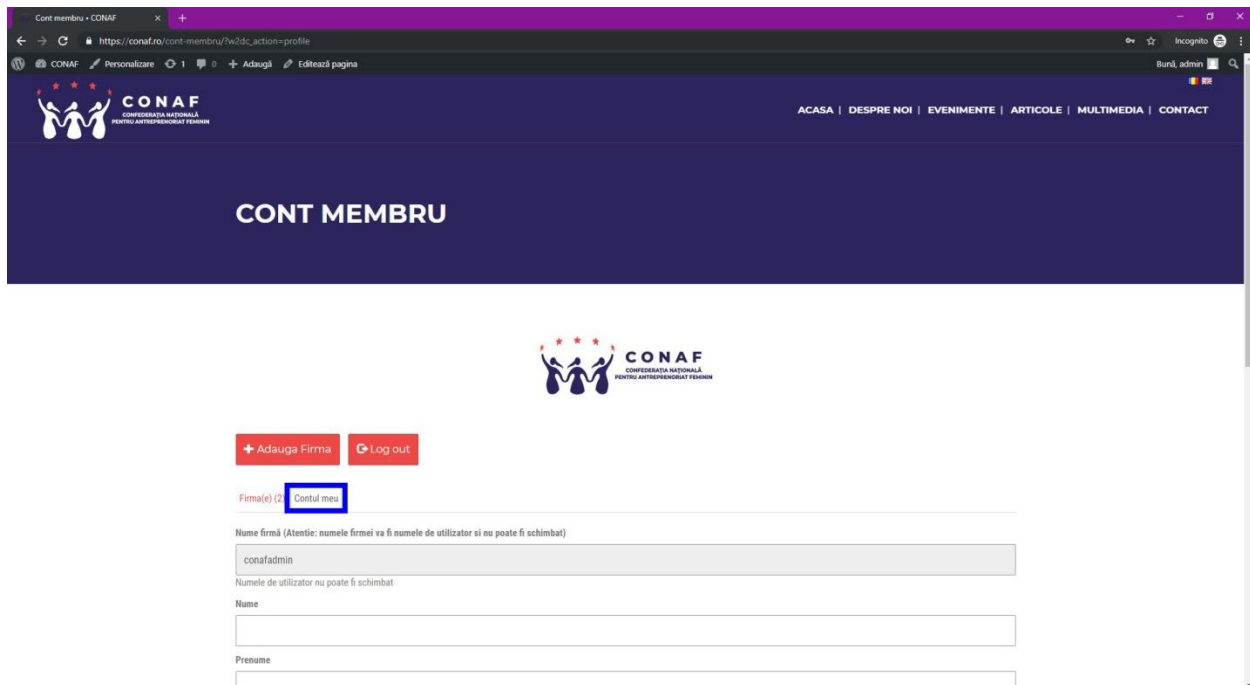 Cont membru • CONAF
https://conaf.ro/cont-membru/?w2dc_action=profile
Incognito
CONAF Personalizare 1 0 Adaugă Editează pagina
Bună, admin
CONAF
CONFEDERAȚIA NAȚIONALĂ
PENTRU ANTREPRENORIAT FEMININ
ACASA | DESPRE NOI | EVENIMENTE | ARTICOLE | MULTIMEDIA | CONTACT
CONT MEMBRU
CONAF
CONFEDERAȚIA NAȚIONALĂ
PENTRU ANTREPRENORIAT FEMININ
Adauga Firma Log out
Firma(e) (2) Contul meu
Nume firmă (Atentie: numele firmei va fi numele de utilizator si nu poate fi schimbat)
conafadmin
Numele de utilizator nu poate fi schimbat
Nume
Prenume